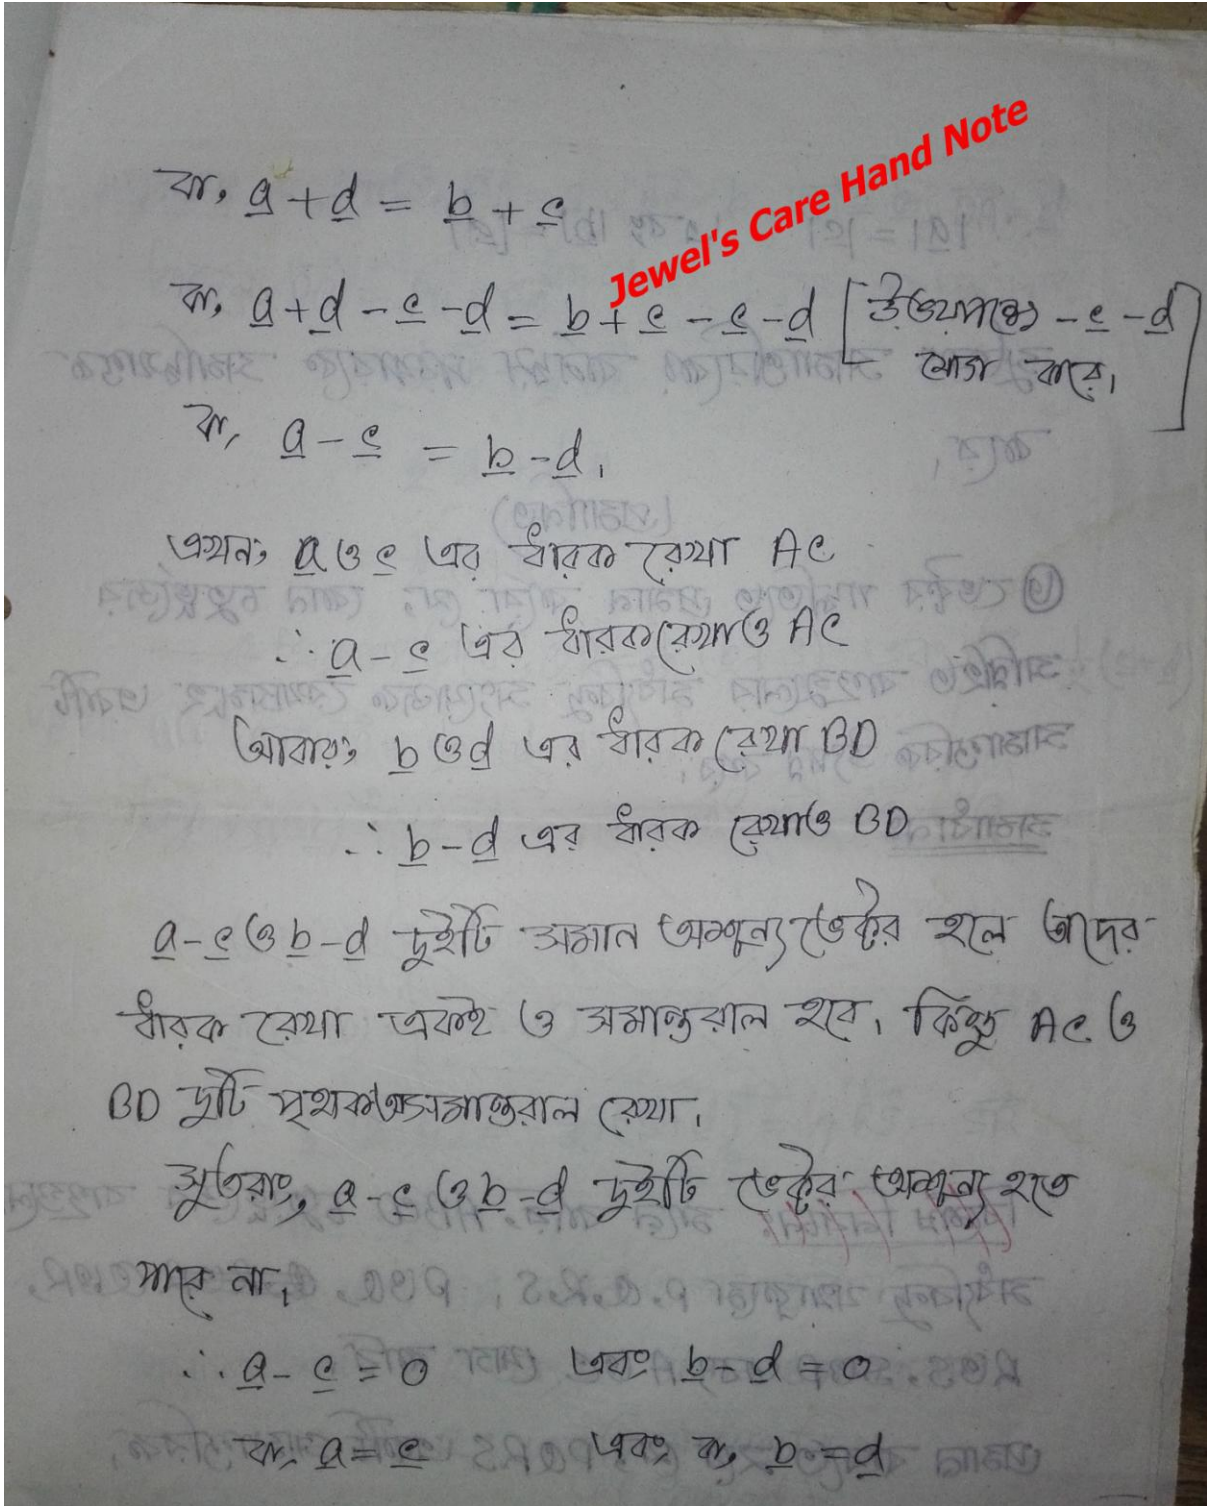 Jewel's Care Hand Note
বা, a + d = b + c
বা, a + d - c - d = b + c - c - d [উভয়পক্ষে - c - d
যোগ করে।]
বা, a - c = b - d।
এখন, a ও c এর ধারক রেখা AC
∴ a - c এর ধারক রেখাও AC
আবার, b ও d এর ধারক রেখা BD
∴ b - d এর ধারক রেখাও BD
a - c ও b - d দুইটি সমান অশূন্য ভেক্টর হলে তাদের
ধারক রেখা একই ও সমান্তরাল হবে। কিন্তু AC ও
BD দুটি পৃথক অসমান্তরাল রেখা।
সুতরাং, a - c ও b - d দুইটি ভেক্টর অশূন্য হতে
পারে না।
∴ a - c = 0 এবং b - d = 0
বা, a = c এবং বা, b = d